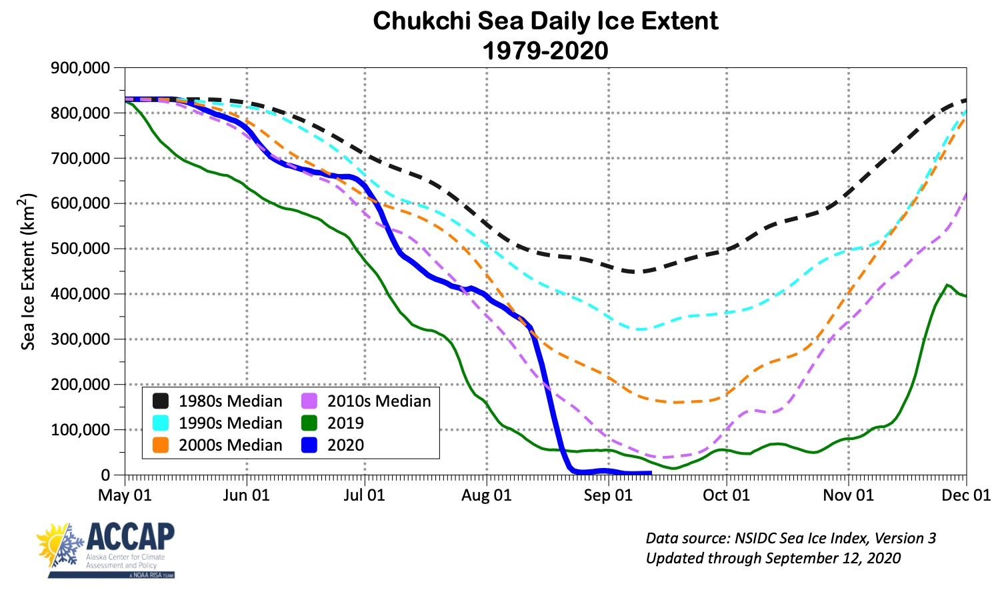 Chukchi Sea Daily Ice Extent
1979-2020
Sea Ice Extent (km²)
900,000
800,000
700,000
600,000
500,000
400,000
300,000
200,000
100,000
0
1980s Median
2010s Median
1990s Median
2019
2000s Median
2020
May 01
Jun 01
Jul 01
Aug 01
Sep 01
Oct 01
Nov 01
Dec 01
ACCAP
Alaska Center for Climate
Assessment and Policy
A NOAA RISA TEAM
Data source: NSIDC Sea Ice Index, Version 3
Updated through September 12, 2020